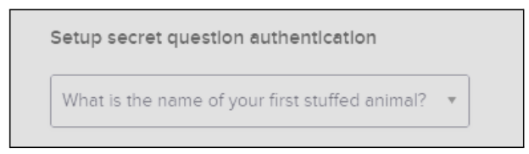 Setup secret question authentication
What is the name of your first stuffed animal?